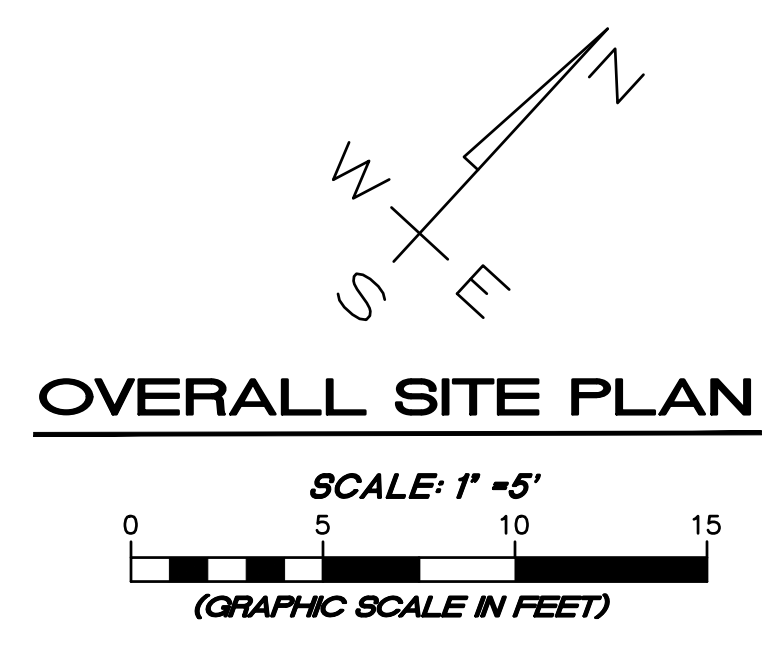 N
W
S E
OVERALL SITE PLAN
SCALE: 1" =5'
0 5 10 15
(GRAPHIC SCALE IN FEET)